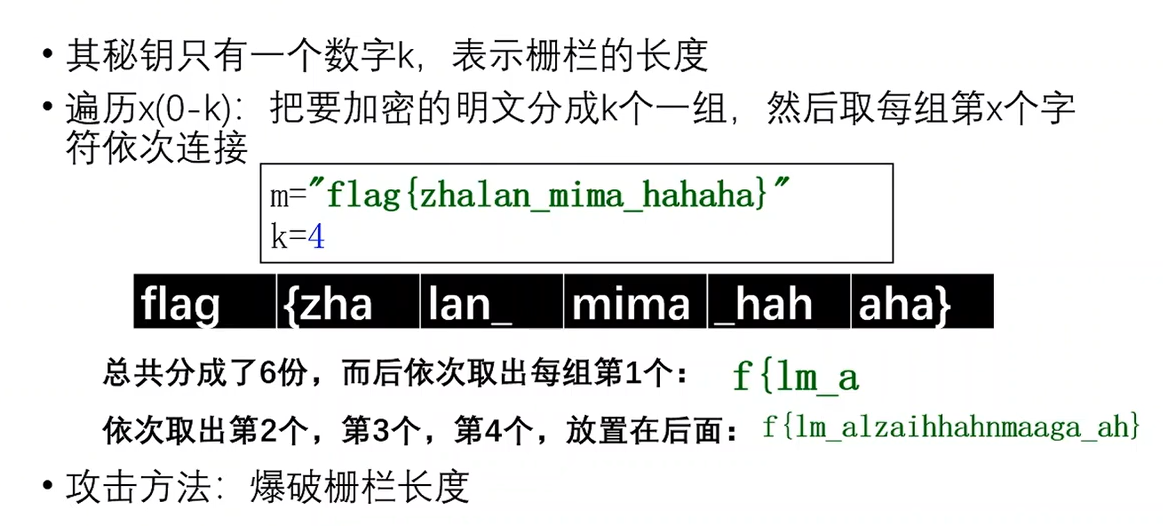 • 其秘钥只有一个数字k，表示栅栏的长度
• 遍历x(0-k)：把要加密的明文分成k个一组，然后取每组第x个字
符依次连接
m="flag{zhalan_mima_hahaha}"
k=4
flag {zha lan_ mima _hah aha}
总共分成了6份，而后依次取出每组第1个： f{lm_a
依次取出第2个，第3个，第4个，放置在后面： f{lm_alzaihhahnmaaga_ah}
• 攻击方法：爆破栅栏长度